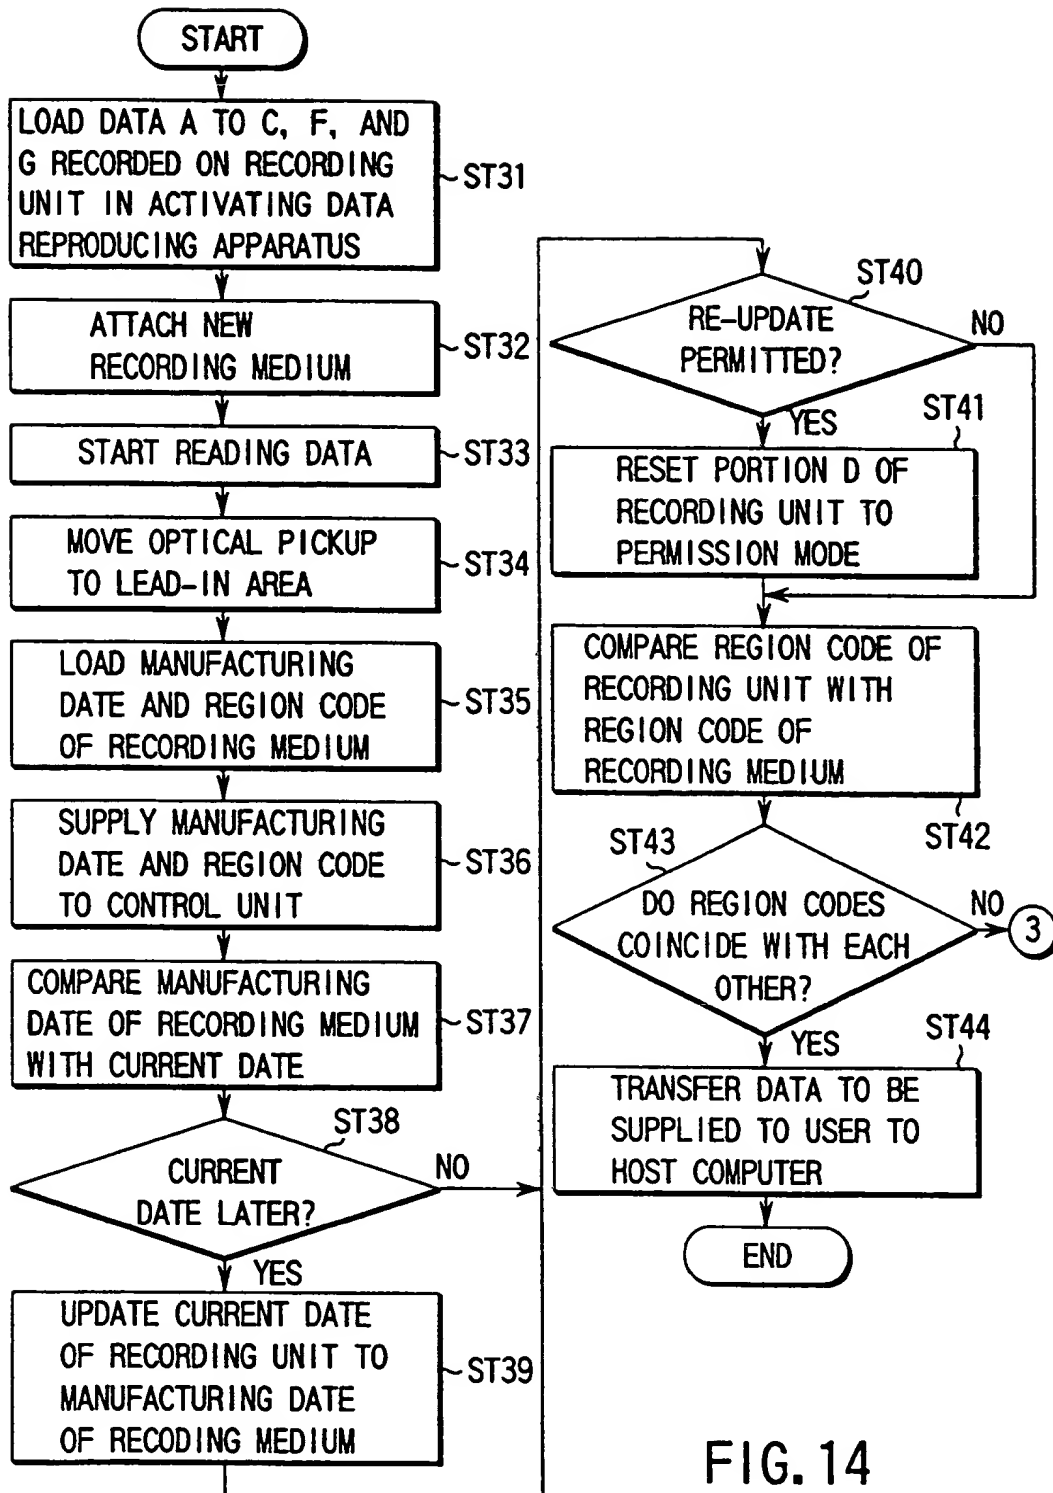 START
LOAD DATA A TO C, F, AND
G RECORDED ON RECORDING
UNIT IN ACTIVATING DATA
REPRODUCING APPARATUS
ST31
ATTACH NEW
RECORDING MEDIUM
ST32
START READING DATA
ST33
MOVE OPTICAL PICKUP
TO LEAD-IN AREA
ST34
LOAD MANUFACTURING
DATE AND REGION CODE
OF RECORDING MEDIUM
ST35
SUPPLY MANUFACTURING
DATE AND REGION CODE
TO CONTROL UNIT
ST36
COMPARE MANUFACTURING
DATE OF RECORDING MEDIUM
WITH CURRENT DATE
ST37
ST38
CURRENT
DATE LATER?
NO
YES
UPDATE CURRENT DATE
OF RECORDING UNIT TO
MANUFACTURING DATE
OF RECODING MEDIUM
ST39
ST40
RE-UPDATE
PERMITTED?
NO
YES
ST41
RESET PORTION D OF
RECORDING UNIT TO
PERMISSION MODE
COMPARE REGION CODE OF
RECORDING UNIT WITH
REGION CODE OF
RECORDING MEDIUM
ST42
ST43
DO REGION CODES
COINCIDE WITH EACH
OTHER?
NO
3
YES
ST44
TRANSFER DATA TO BE
SUPPLIED TO USER TO
HOST COMPUTER
END
FIG. 14